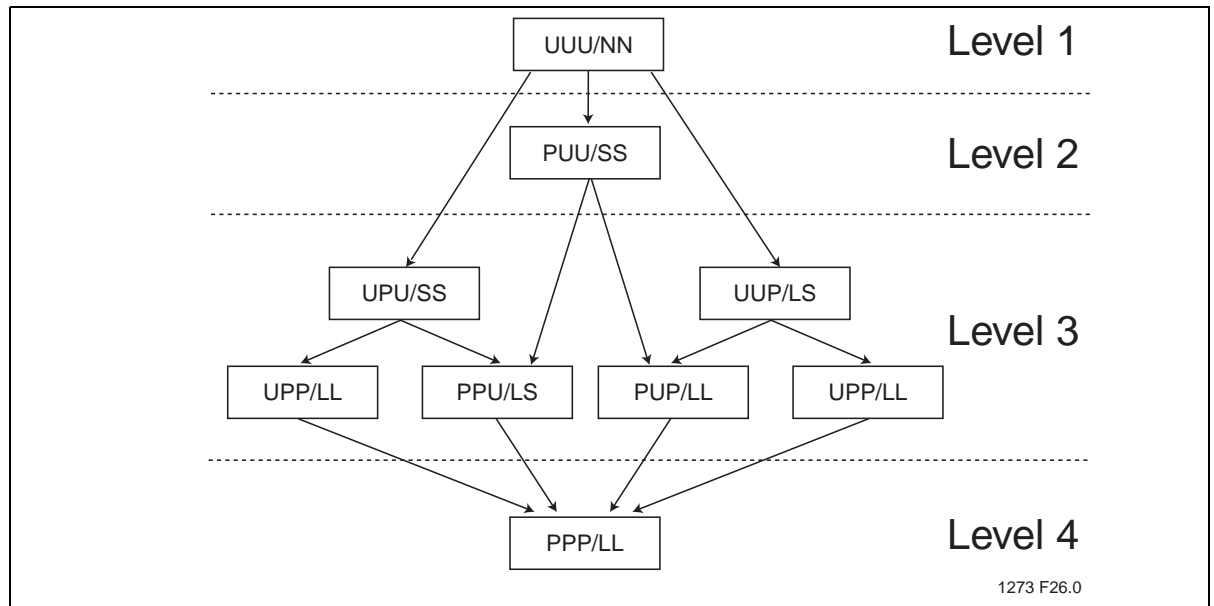 UUU/NN
Level 1
PUU/SS
Level 2
UPU/SS
UUP/LS
Level 3
UPP/LL
PPU/LS
PUP/LL
UPP/LL
PPP/LL
Level 4
1273 F26.0